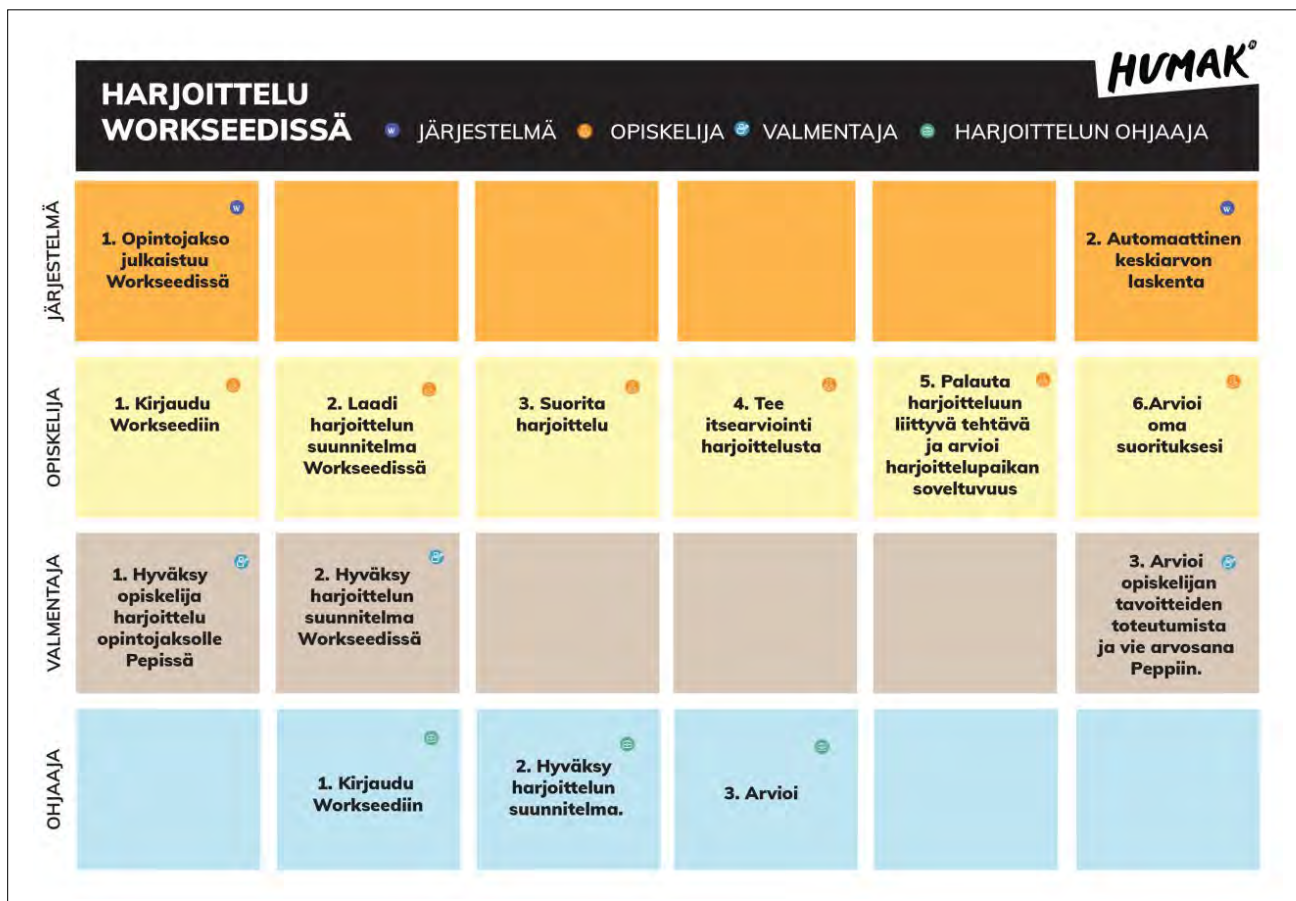 HUMAK
HARJOITTELU
WORKSEEDISSÄ
JÄRJESTELMÄ
OPISKELIJA
VALMENTAJA
HARJOITTELUN OHJAAJA
JÄRJESTELMÄ
W
1. Opintojakso
julkaistuu
Workseedissä
W
2. Automaattinen
keskiarvon
laskenta
OPISKELIJA
1. Kirjaudu
Workseediin
2. Laadi
harjoittelun
suunnitelma
Workseedissä
3. Suorita
harjoittelu
4. Tee
itsearviointi
harjoittelusta
5. Palauta
harjoitteluun
liittyvä tehtävä
ja arvioi
harjoittelupaikan
soveltuvuus
6.Arvioi
oma
suorituksesi
VALMENTAJA
1. Hyväksy
opiskelija
harjoittelu
opintojaksolle
Pepissä
2. Hyväksy
harjoittelun
suunnitelma
Workseedissä
3. Arvioi
opiskelijan
tavoitteiden
toteutumista
ja vie arvosana
Peppiin.
OHJAAJA
1. Kirjaudu
Workseediin
2. Hyväksy
harjoittelun
suunnitelma.
3. Arvioi